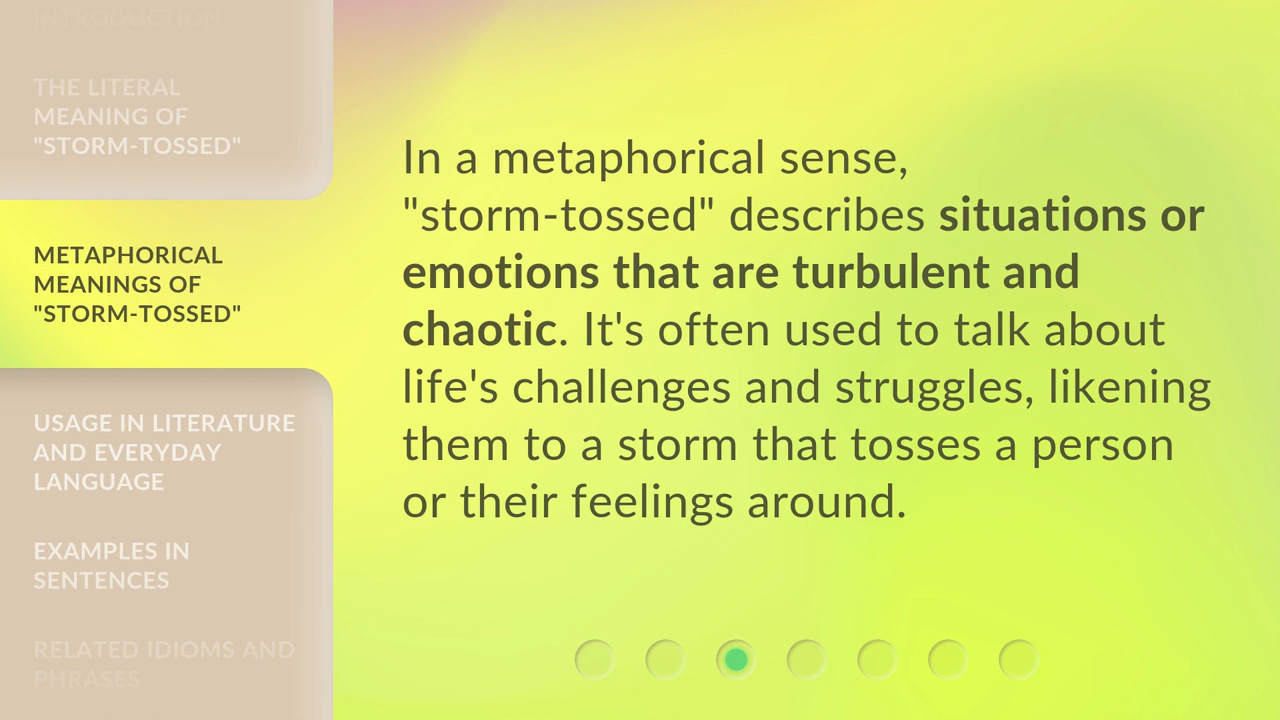 INTRODUCTION
THE LITERAL
MEANING OF
"STORM-TOSSED"
METAPHORICAL
MEANINGS OF
"STORM-TOSSED"
USAGE IN LITERATURE
AND EVERYDAY
LANGUAGE
EXAMPLES IN
SENTENCES
RELATED IDIOMS AND
PHRASES
In a metaphorical sense,
"storm-tossed" describes situations or
emotions that are turbulent and
chaotic. It's often used to talk about
life's challenges and struggles, likening
them to a storm that tosses a person
or their feelings around.